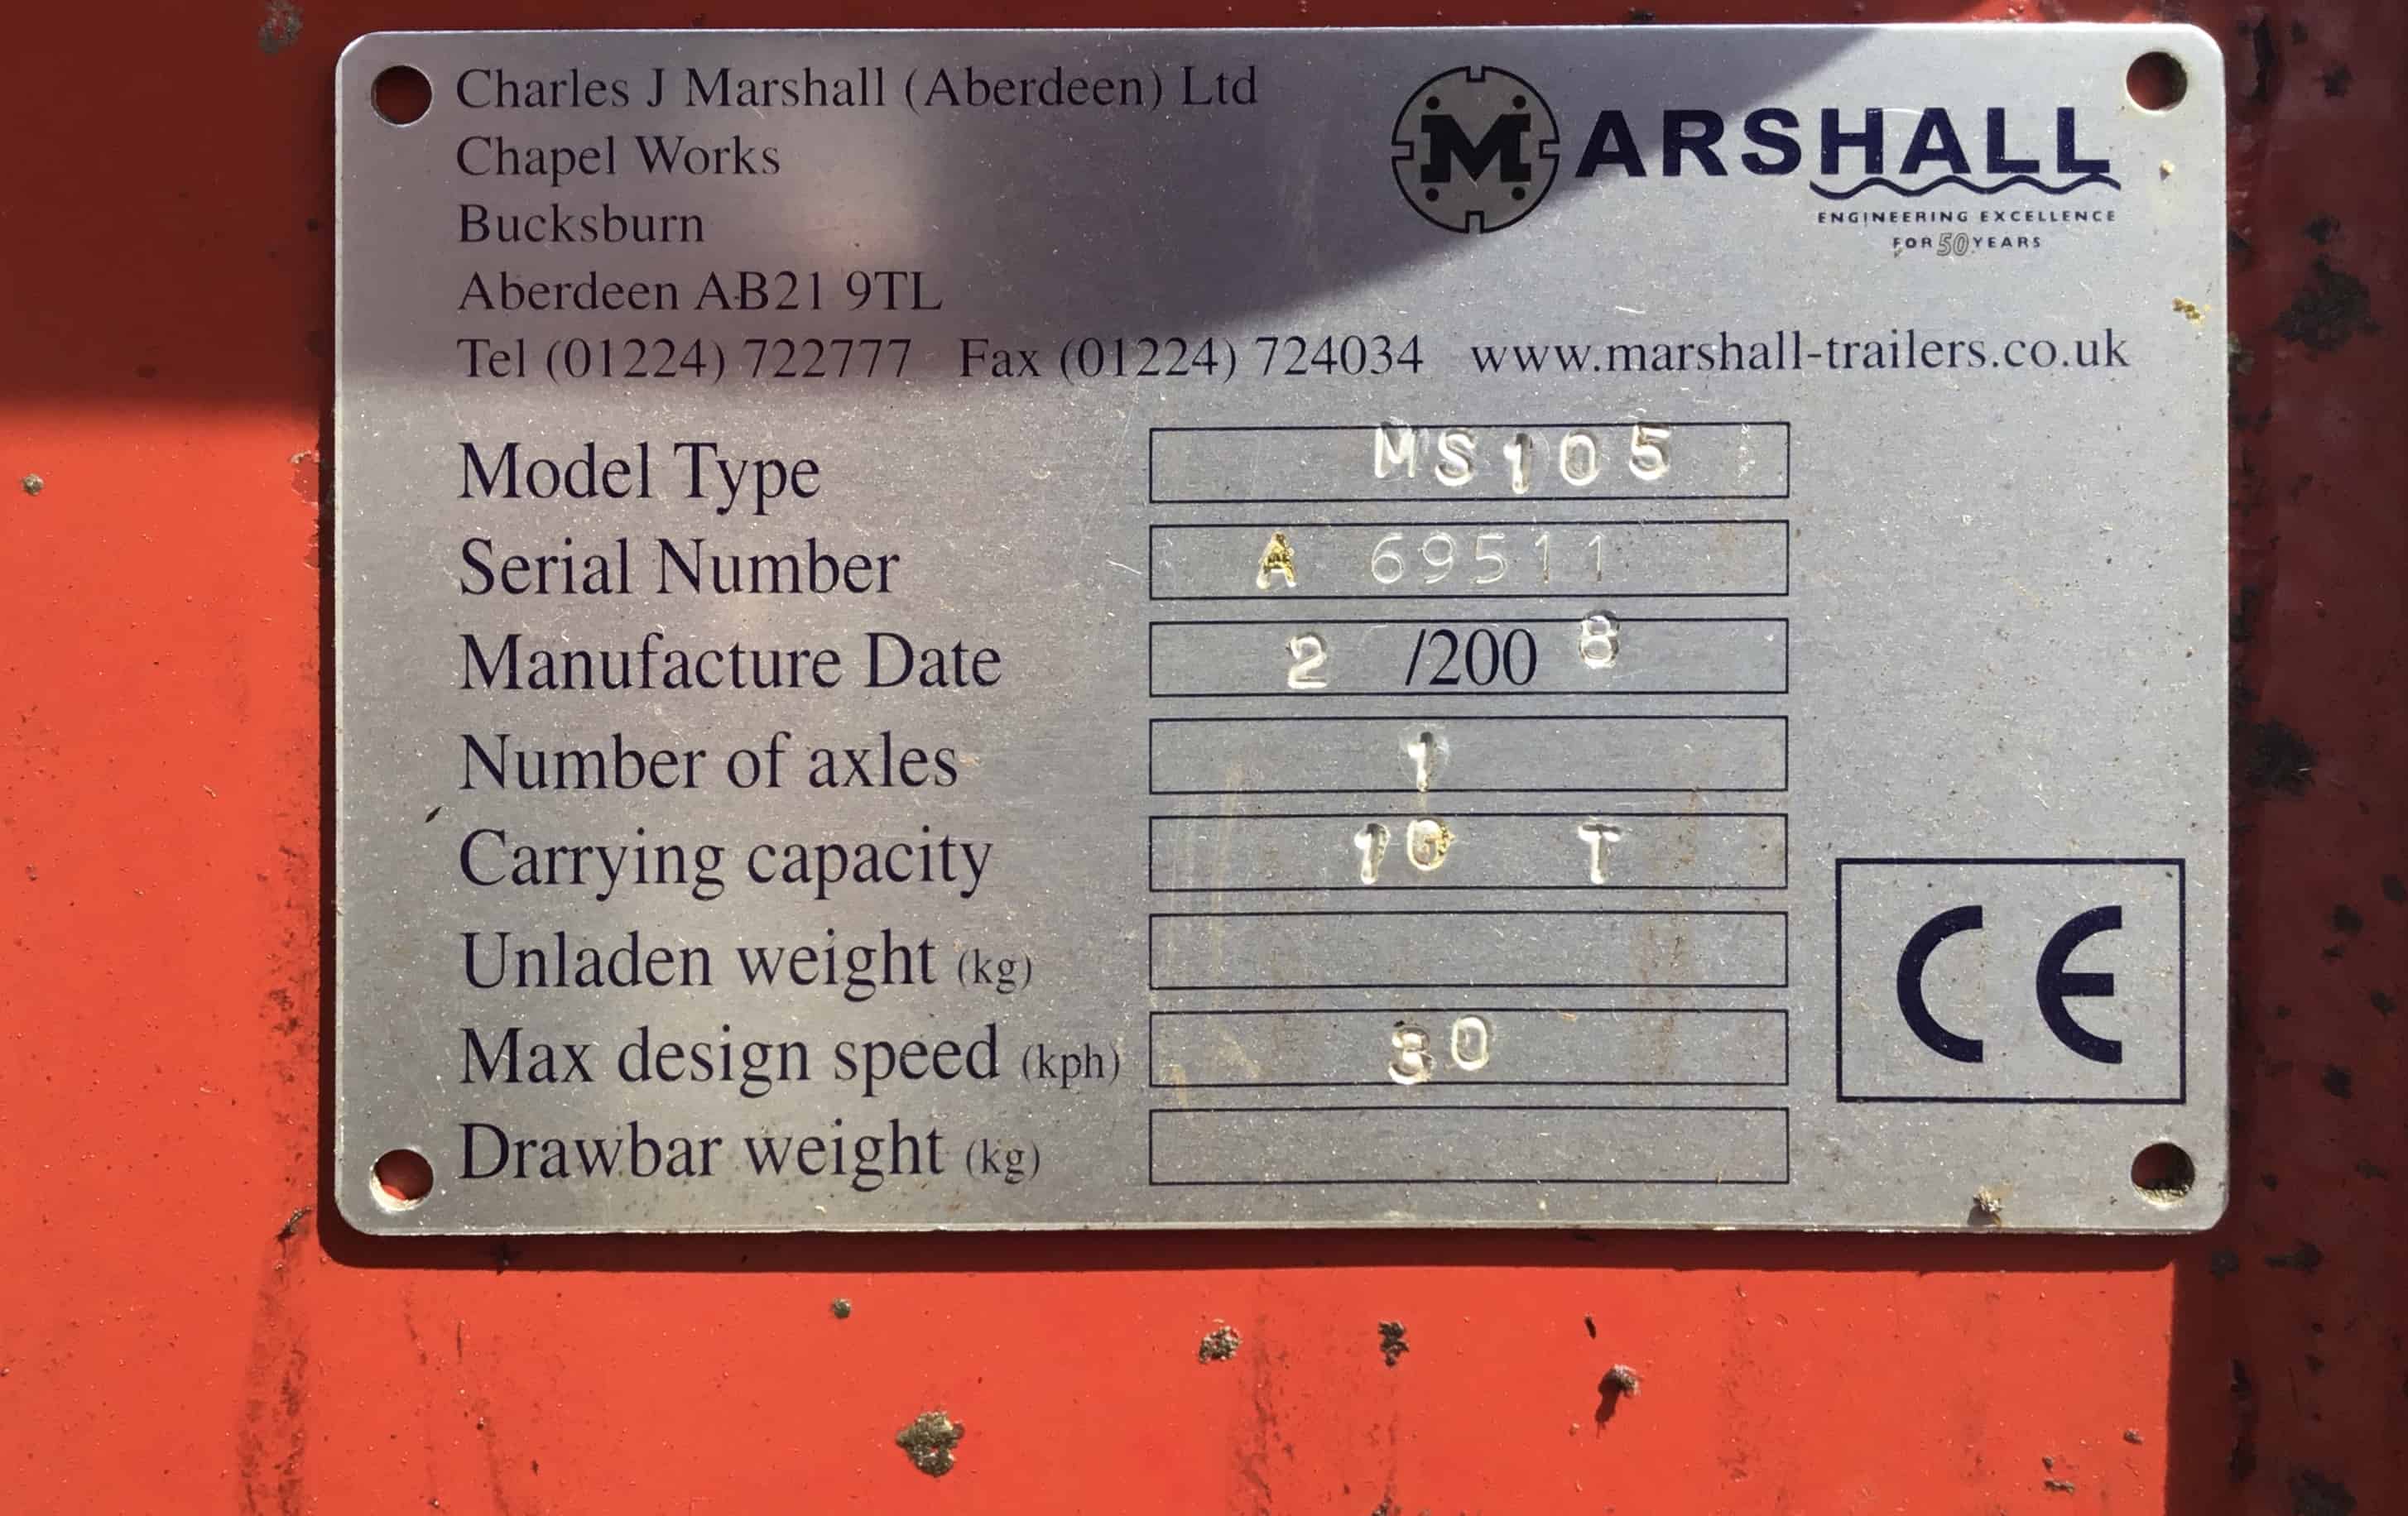 Charles J Marshall (Aberdeen) Ltd
Chapel Works
Bucksburn
Aberdeen AB21 9TL
Tel (01224) 722777 Fax (01224) 724034 www.marshall-trailers.co.uk
MARSHALL
ENGINEERING EXCELLENCE
FOR 50 YEARS
Model Type MS105
Serial Number A 69511
Manufacture Date 2 /2008
Number of axles 1
Carrying capacity 10 T
Unladen weight (kg)
Max design speed (kph) 30
Drawbar weight (kg)
CE